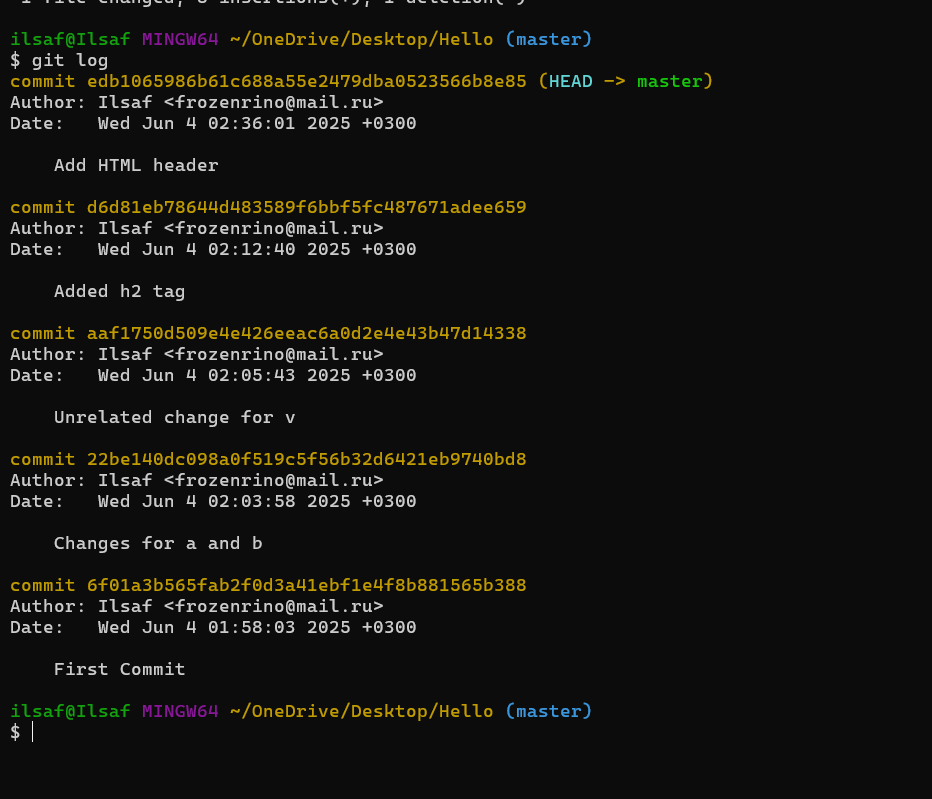 ilsaf@Ilsaf MINGW64 ~/OneDrive/Desktop/Hello (master)
$ git log
commit edb1065986b61c688a55e2479dba0523566b8e85 (HEAD -> master)
Author: Ilsaf <frozenrino@mail.ru>
Date:   Wed Jun 4 02:36:01 2025 +0300

    Add HTML header

commit d6d81eb78644d483589f6bbf5fc487671adee659
Author: Ilsaf <frozenrino@mail.ru>
Date:   Wed Jun 4 02:12:40 2025 +0300

    Added h2 tag

commit aaf1750d509e4e426eeac6a0d2e4e43b47d14338
Author: Ilsaf <frozenrino@mail.ru>
Date:   Wed Jun 4 02:05:43 2025 +0300

    Unrelated change for v

commit 22be140dc098a0f519c5f56b32d6421eb9740bd8
Author: Ilsaf <frozenrino@mail.ru>
Date:   Wed Jun 4 02:03:58 2025 +0300

    Changes for a and b

commit 6f01a3b565fab2f0d3a41ebf1e4f8b881565b388
Author: Ilsaf <frozenrino@mail.ru>
Date:   Wed Jun 4 01:58:03 2025 +0300

    First Commit

ilsaf@Ilsaf MINGW64 ~/OneDrive/Desktop/Hello (master)
$